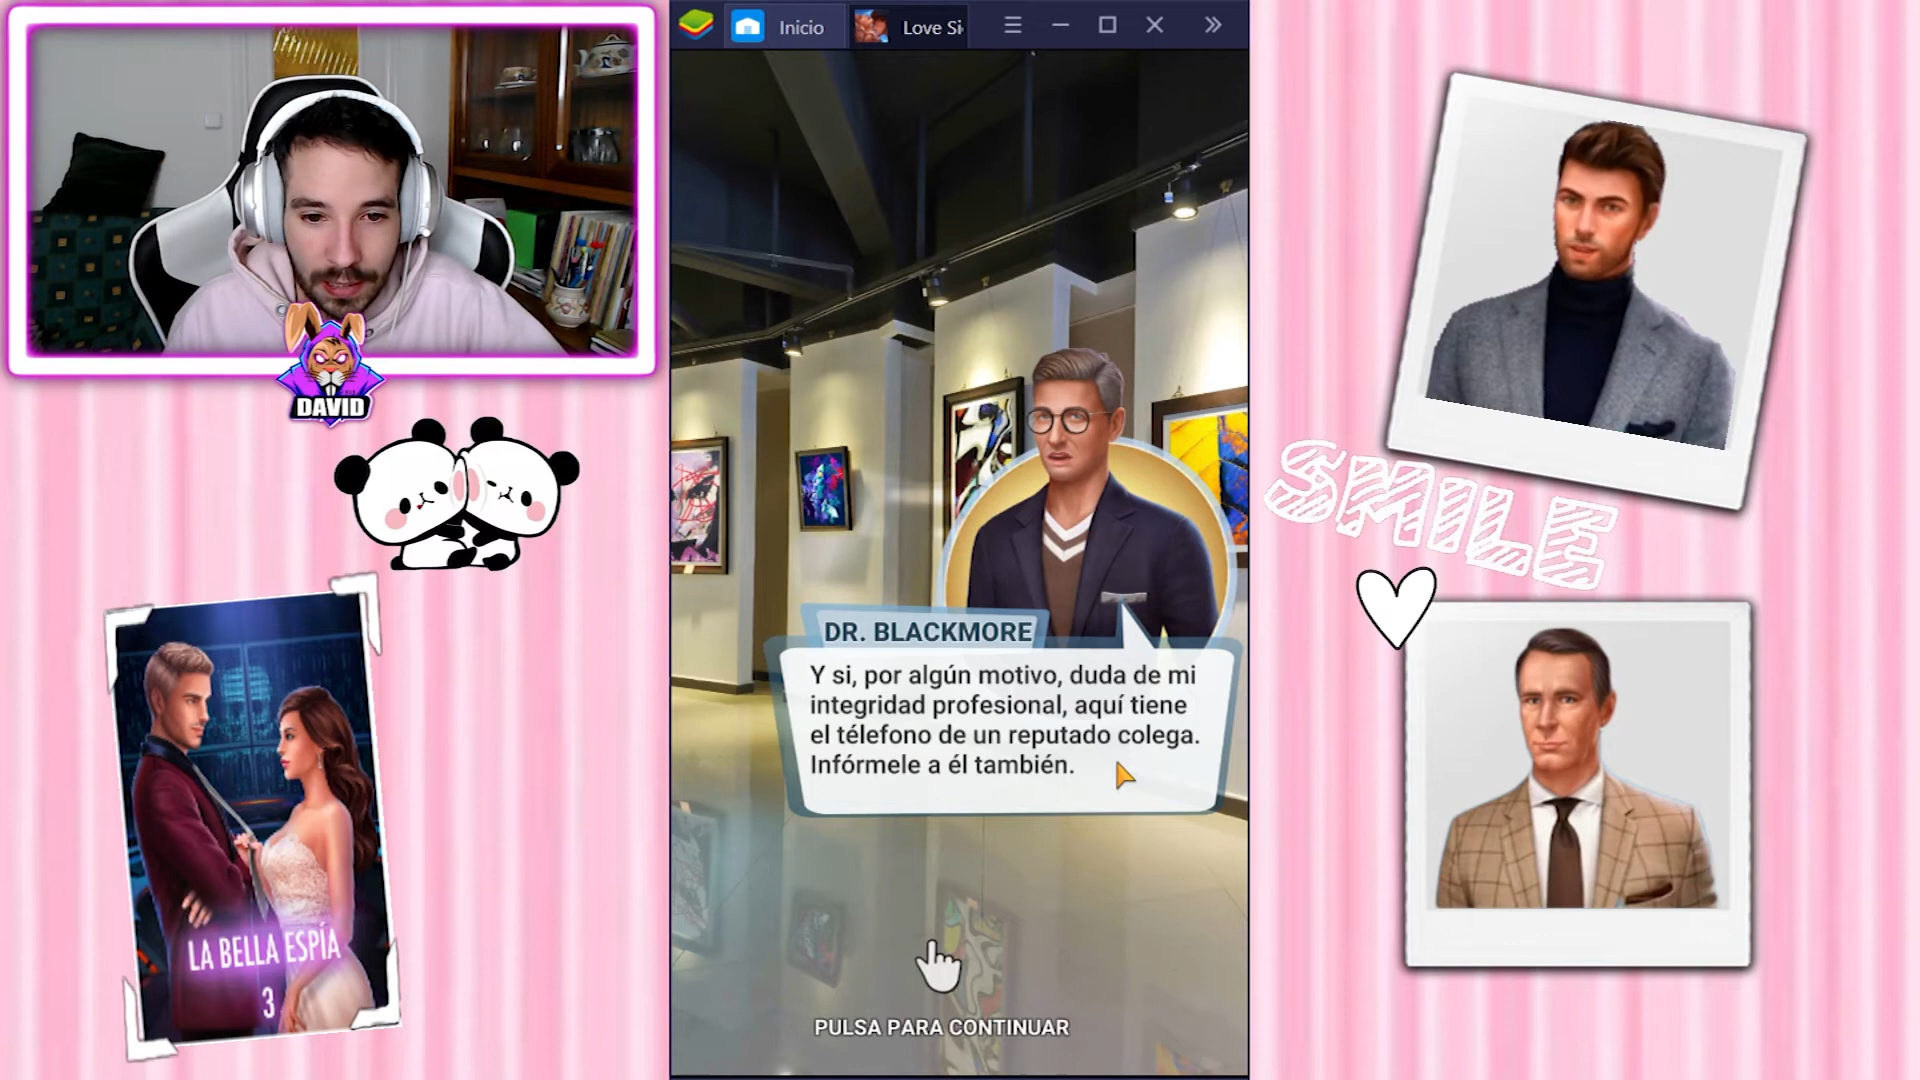 Inicio
Love Si
DAVID
SMILE
LA BELLA ESPÍA
3
DR. BLACKMORE
Y si, por algún motivo, duda de mi
integridad profesional, aquí tiene
el télefono de un reputado colega.
Infórmele a él también.
PULSA PARA CONTINUAR